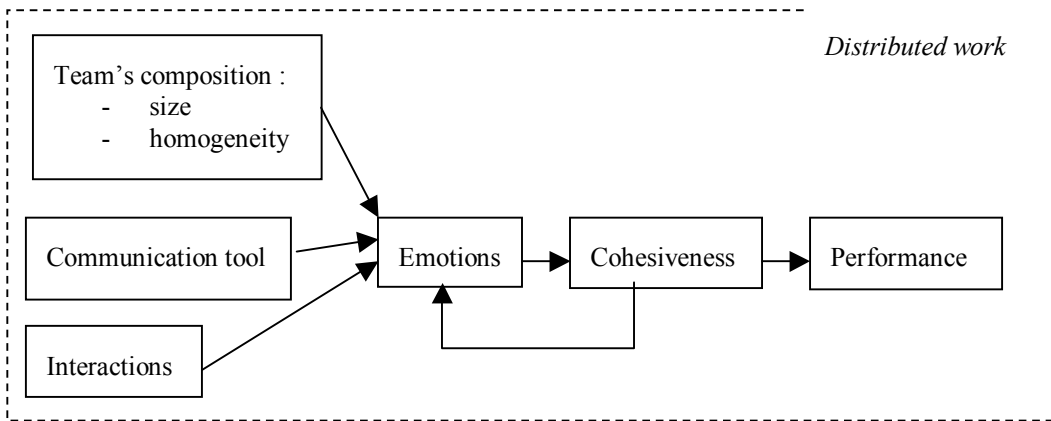 Distributed work
Team’s composition :
- size
- homogeneity
Communication tool
Emotions
Cohesiveness
Performance
Interactions